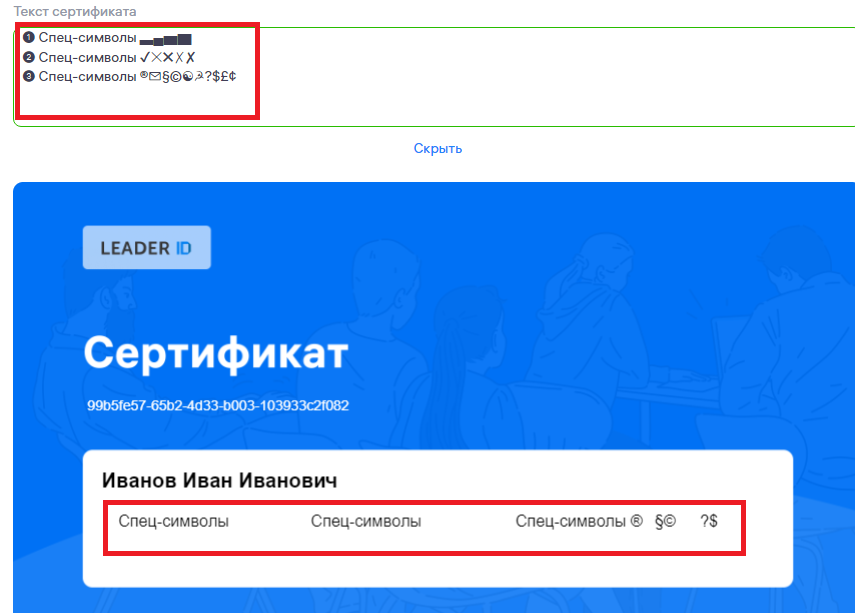 Текст сертификата
❶ Спец-символы ▂▄▅▆
❷ Спец-символы ✓╳✕✗✘
❸ Спец-символы ®✉§©☯☭?$£¢
Скрыть
LEADER ID
Сертификат
99b5fe57-65b2-4d33-b003-103933c2f082
Иванов Иван Иванович
Спец-символы Спец-символы Спец-символы ® §© ?$